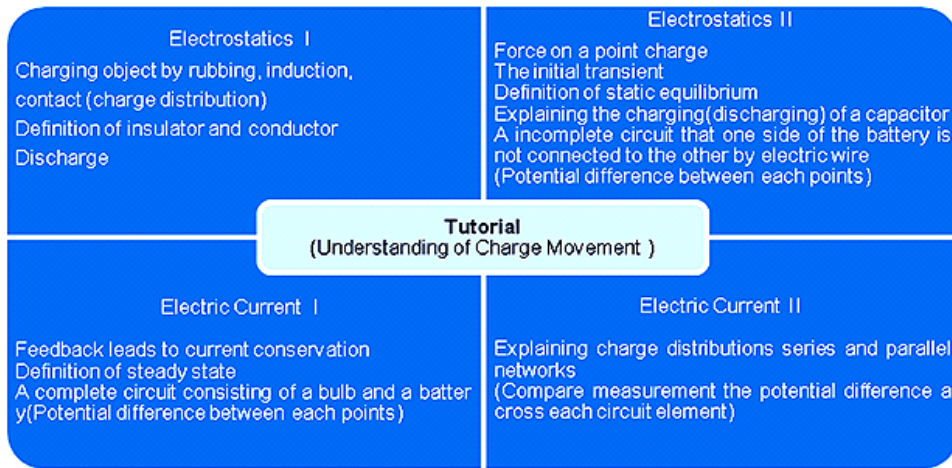 Electrostatics I
Charging object by rubbing, induction,
contact (charge distribution)
Definition of insulator and conductor
Discharge
Electrostatics II
Force on a point charge
The initial transient
Definition of static equilibrium
Explaining the charging(discharging) of a capacitor
A incomplete circuit that one side of the battery is
not connected to the other by electric wire
(Potential difference between each points)
Tutorial
(Understanding of Charge Movement )
Electric Current I
Feedback leads to current conservation
Definition of steady state
A complete circuit consisting of a bulb and a batter
y(Potential difference between each points)
Electric Current II
Explaining charge distributions series and parallel
networks
(Compare measurement the potential difference a
cross each circuit element)